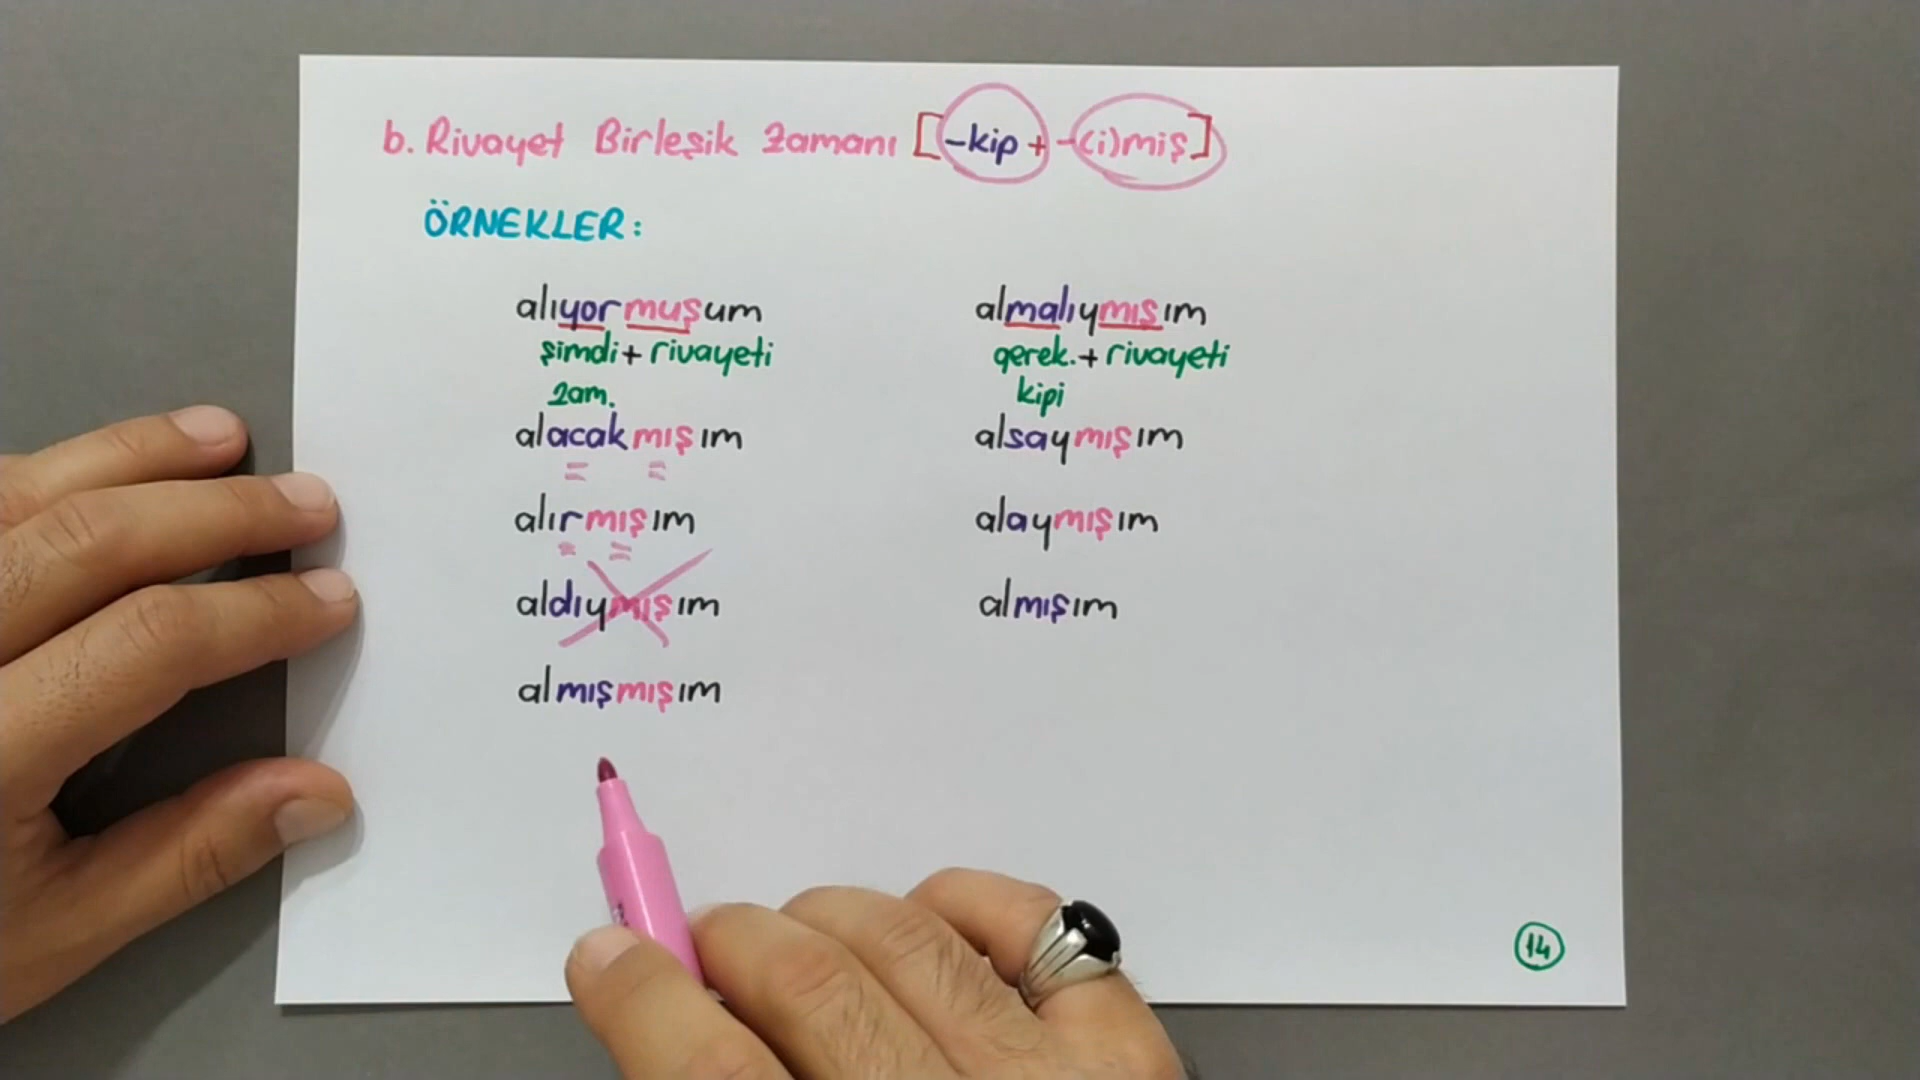 b. Rivayet Birleşik Zamanı [-kip + -(i)miş]
ÖRNEKLER:
alıyormuşum
şimdi + rivayeti
zam.
alacakmışım
alırmışım
aldıymışım
almışmışım
almalıymışım
gerek. + rivayeti
kipi
alsaymışım
alaymışım
almışım
14